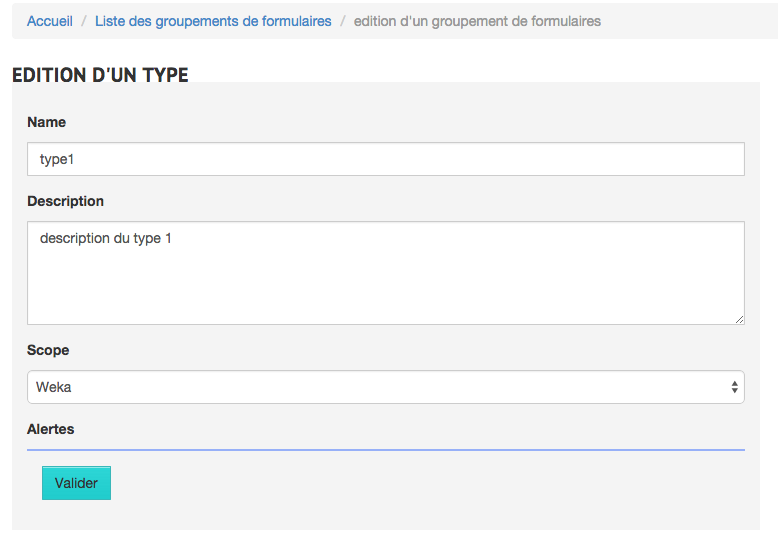 Accueil / Liste des groupements de formulaires / edition d'un groupement de formulaires
EDITION D'UN TYPE
Name
type1
Description
description du type 1
Scope
Weka
Alertes
Valider